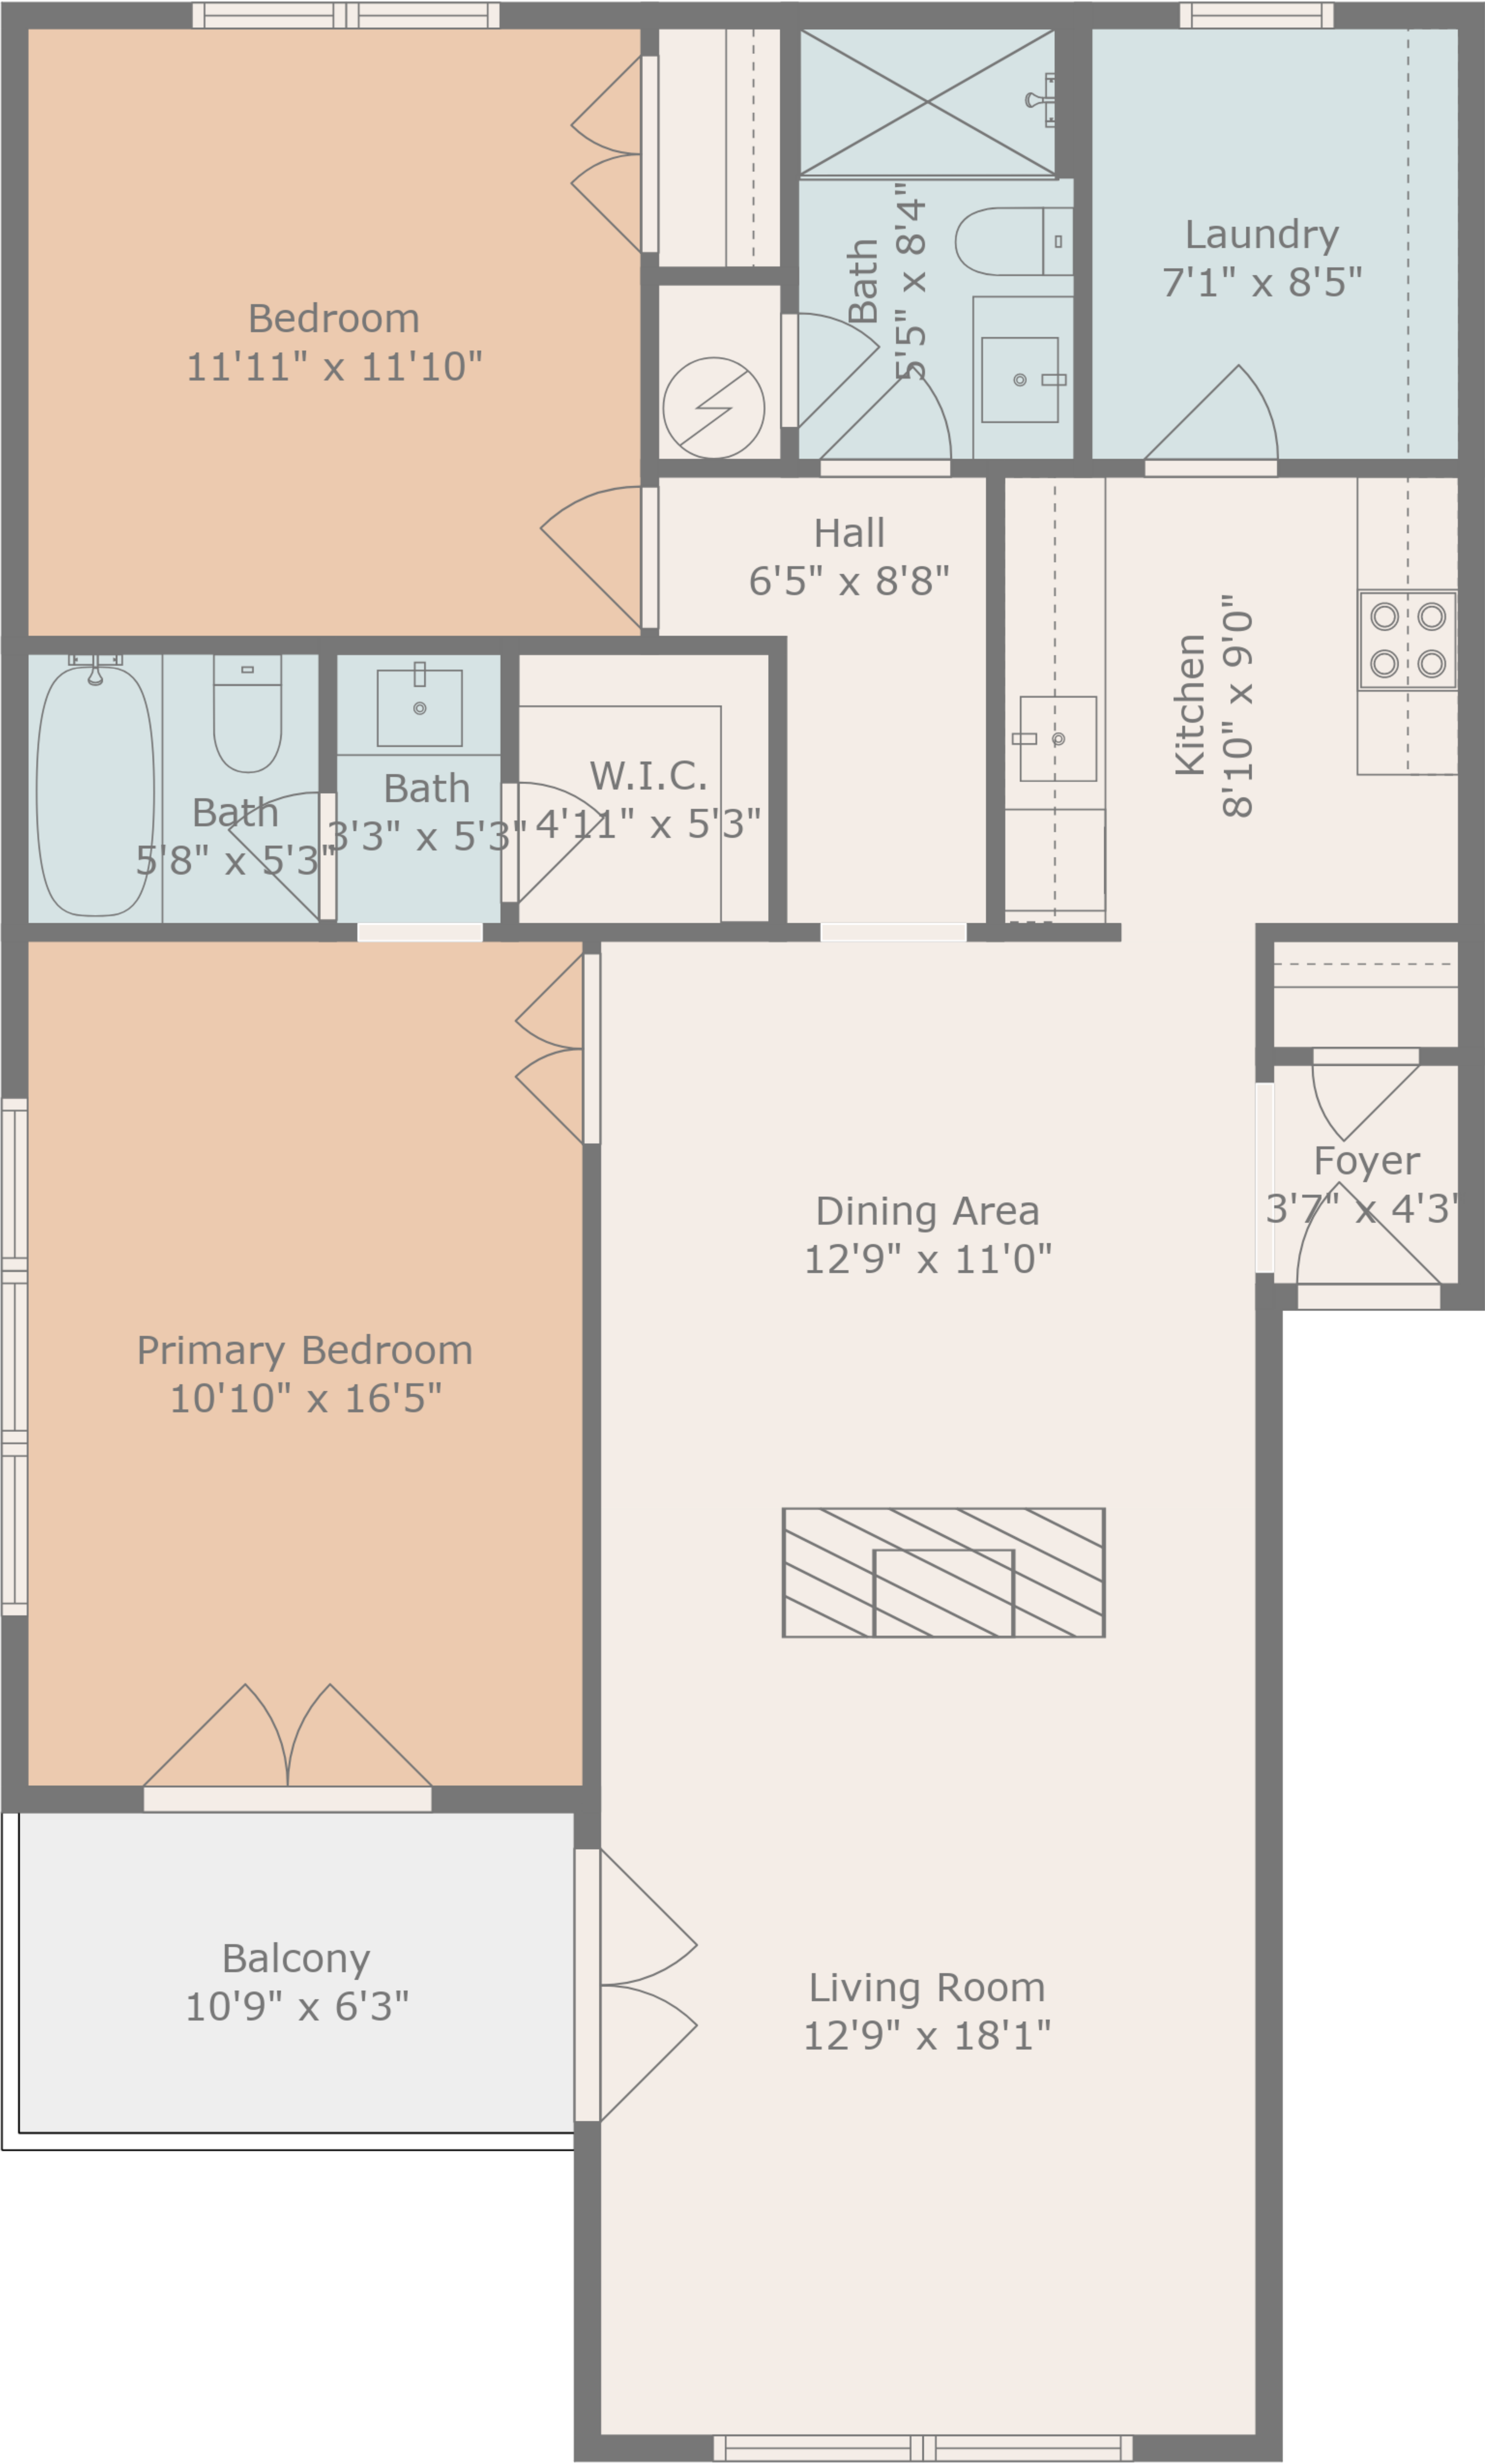 Bedroom
11'11" x 11'10"
Bath
5'5" x 8'4"
Laundry
7'1" x 8'5"
Hall
6'5" x 8'8"
Kitchen
8'10" x 9'0"
Bath
5'8" x 5'3"
Bath
3'3" x 5'3"
W.I.C.
4'11" x 5'3"
Foyer
3'7" x 4'3"
Dining Area
12'9" x 11'0"
Primary Bedroom
10'10" x 16'5"
Balcony
10'9" x 6'3"
Living Room
12'9" x 18'1"